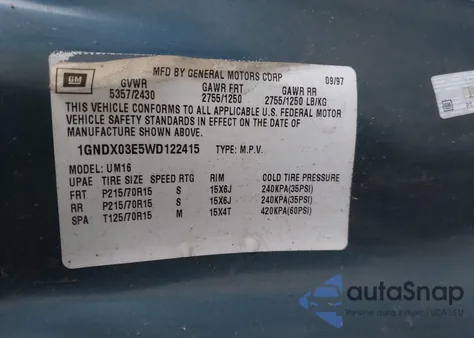 GM
MFD BY GENERAL MOTORS CORP 09/97
GVWR GAWR FRT GAWR RR
5357/2430 2755/1250 2755/1250 LB/KG
THIS VEHICLE CONFORMS TO ALL APPLICABLE U.S. FEDERAL MOTOR
VEHICLE SAFETY STANDARDS IN EFFECT ON THE DATE OF
MANUFACTURE SHOWN ABOVE.
1GNDX03E5WD122415 TYPE: M.P.V.
MODEL: UM16
UPAE TIRE SIZE SPEED RTG RIM COLD TIRE PRESSURE
FRT P215/70R15 S 15X6J 240KPA(35PSI)
RR P215/70R15 S 15X6J 240KPA(35PSI)
SPA T125/70R15 M 15X4T 420KPA(60PSI)
autoSnap